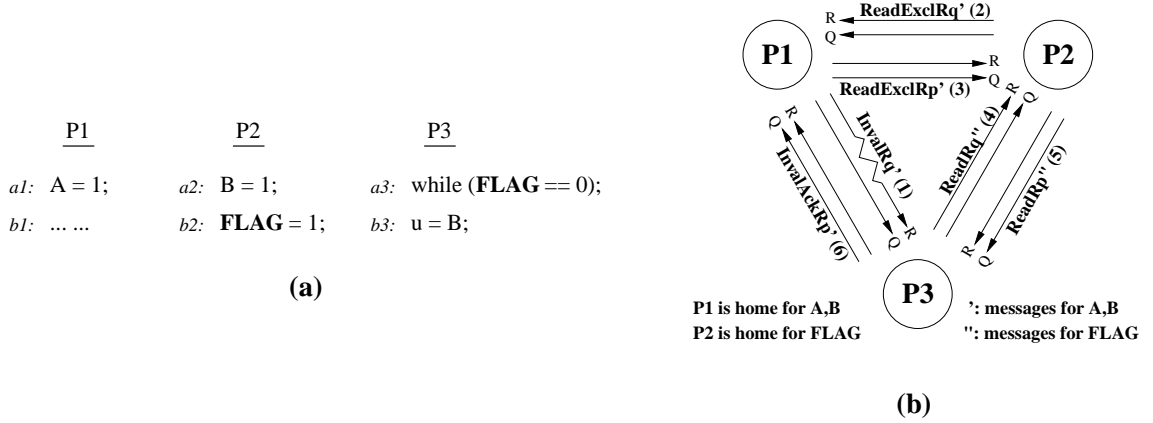 P1 P2 P3
a1: A = 1; a2: B = 1; a3: while (FLAG == 0);
b1: ... ... b2: FLAG = 1; b3: u = B;
(a)
ReadExclRq' (2)
R
Q
P1
P2
R
Q
ReadExclRp' (3)
R
Q
InvalAckRp' (6)
InvalRq' (1)
R
Q
ReadRq" (4)
R
Q
ReadRp" (5)
R
Q
P3
P1 is home for A,B ': messages for A,B
P2 is home for FLAG ": messages for FLAG
(b)